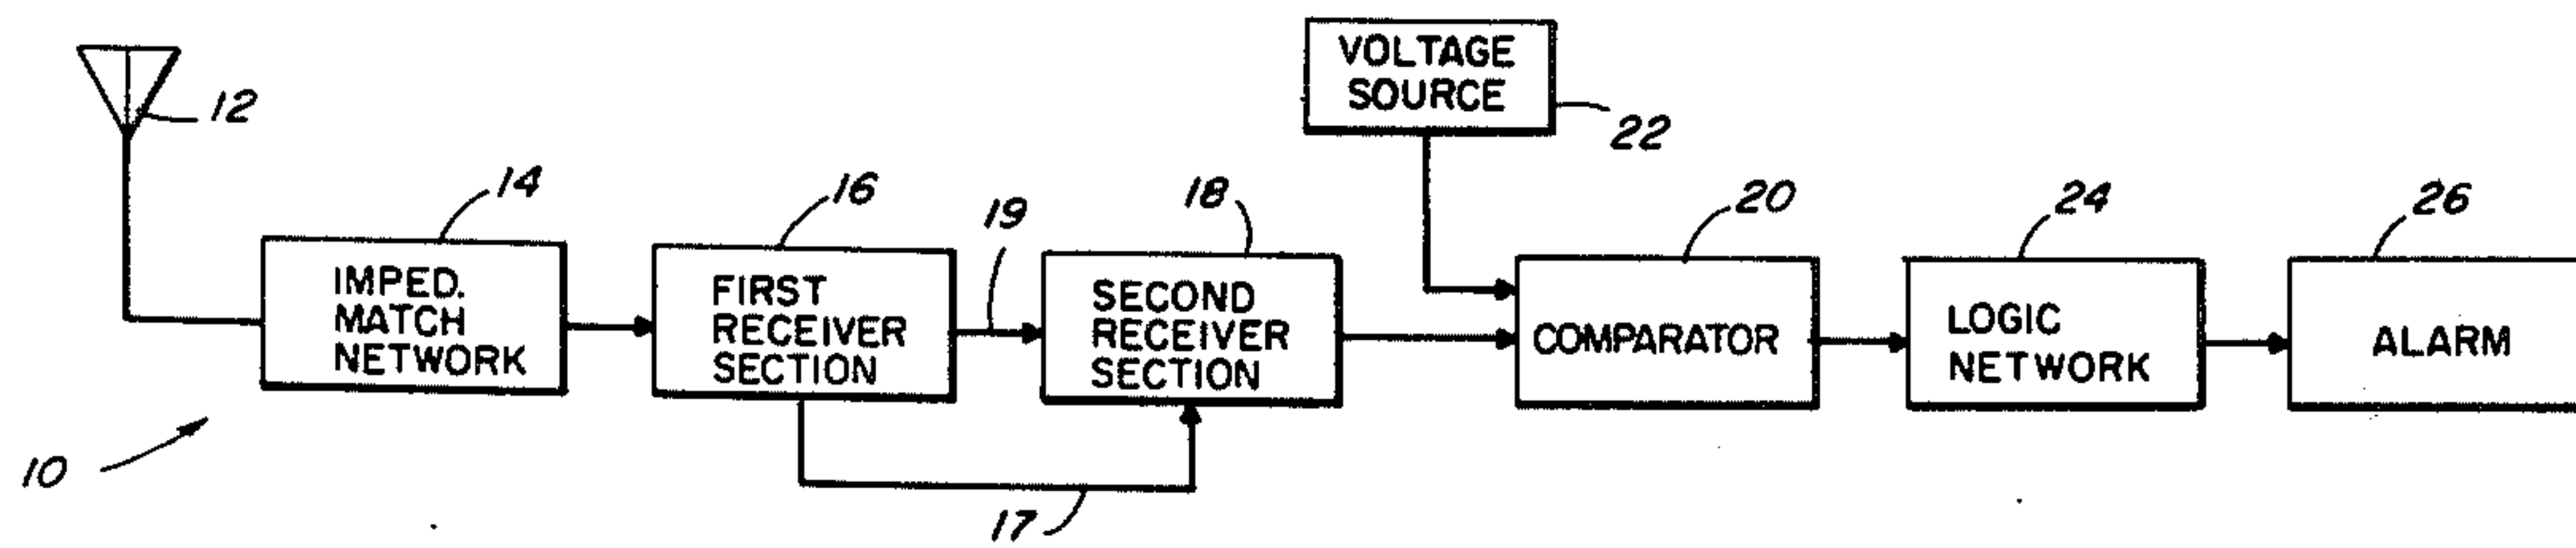 VOLTAGE
SOURCE
22
12
14
16
19
18
20
24
26
IMPED.
MATCH
NETWORK
FIRST
RECEIVER
SECTION
SECOND
RECEIVER
SECTION
COMPARATOR
LOGIC
NETWORK
ALARM
10
17